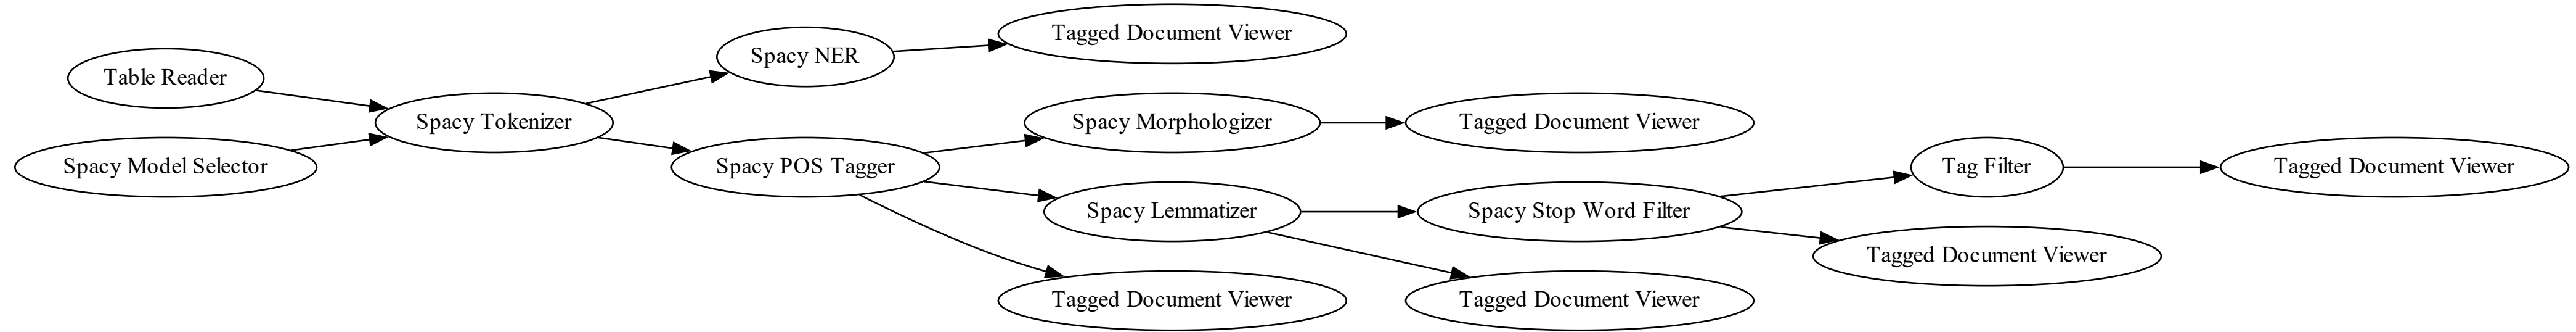 Table Reader
Spacy Model Selector
Spacy Tokenizer
Spacy NER
Spacy POS Tagger
Tagged Document Viewer
Spacy Morphologizer
Spacy Lemmatizer
Tagged Document Viewer
Tagged Document Viewer
Spacy Stop Word Filter
Tagged Document Viewer
Tag Filter
Tagged Document Viewer
Tagged Document Viewer